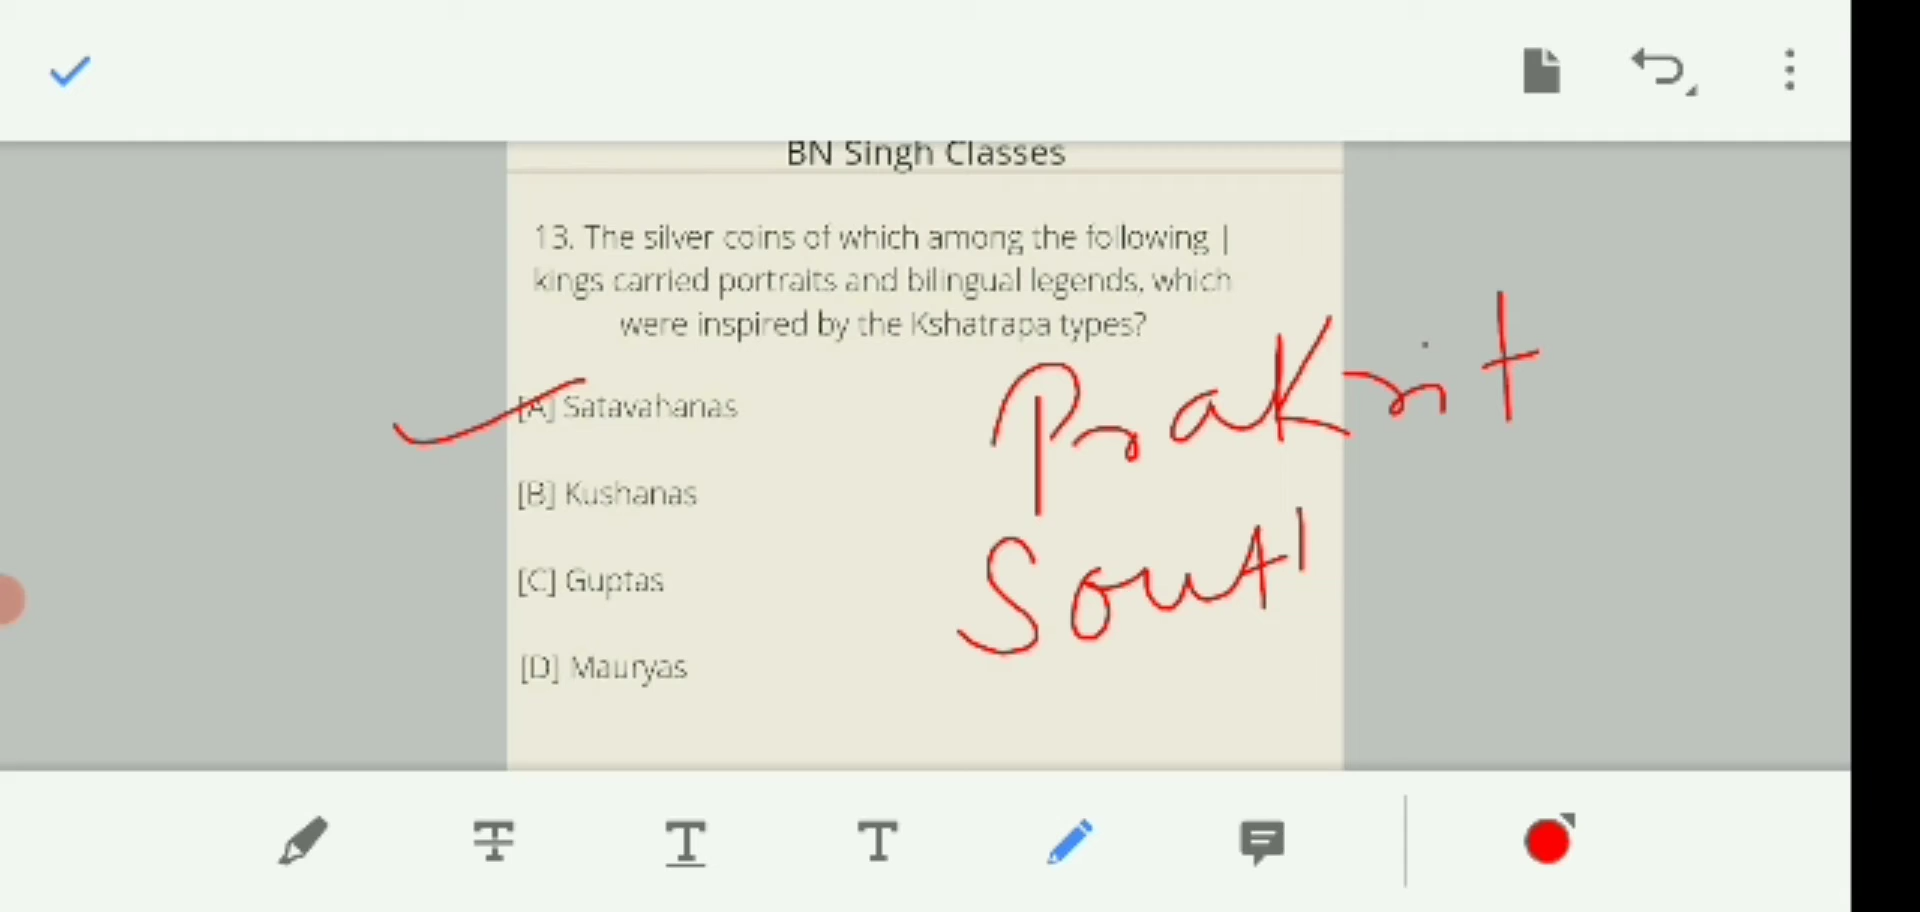 BN Singh Classes
13. The silver coins of which among the following |
kings carried portraits and bilingual legends, which
were inspired by the Kshatrapa types?
[A] Satavahanas
[B] Kushanas
[C] Guptas
[D] Mauryas
Prakrit
South